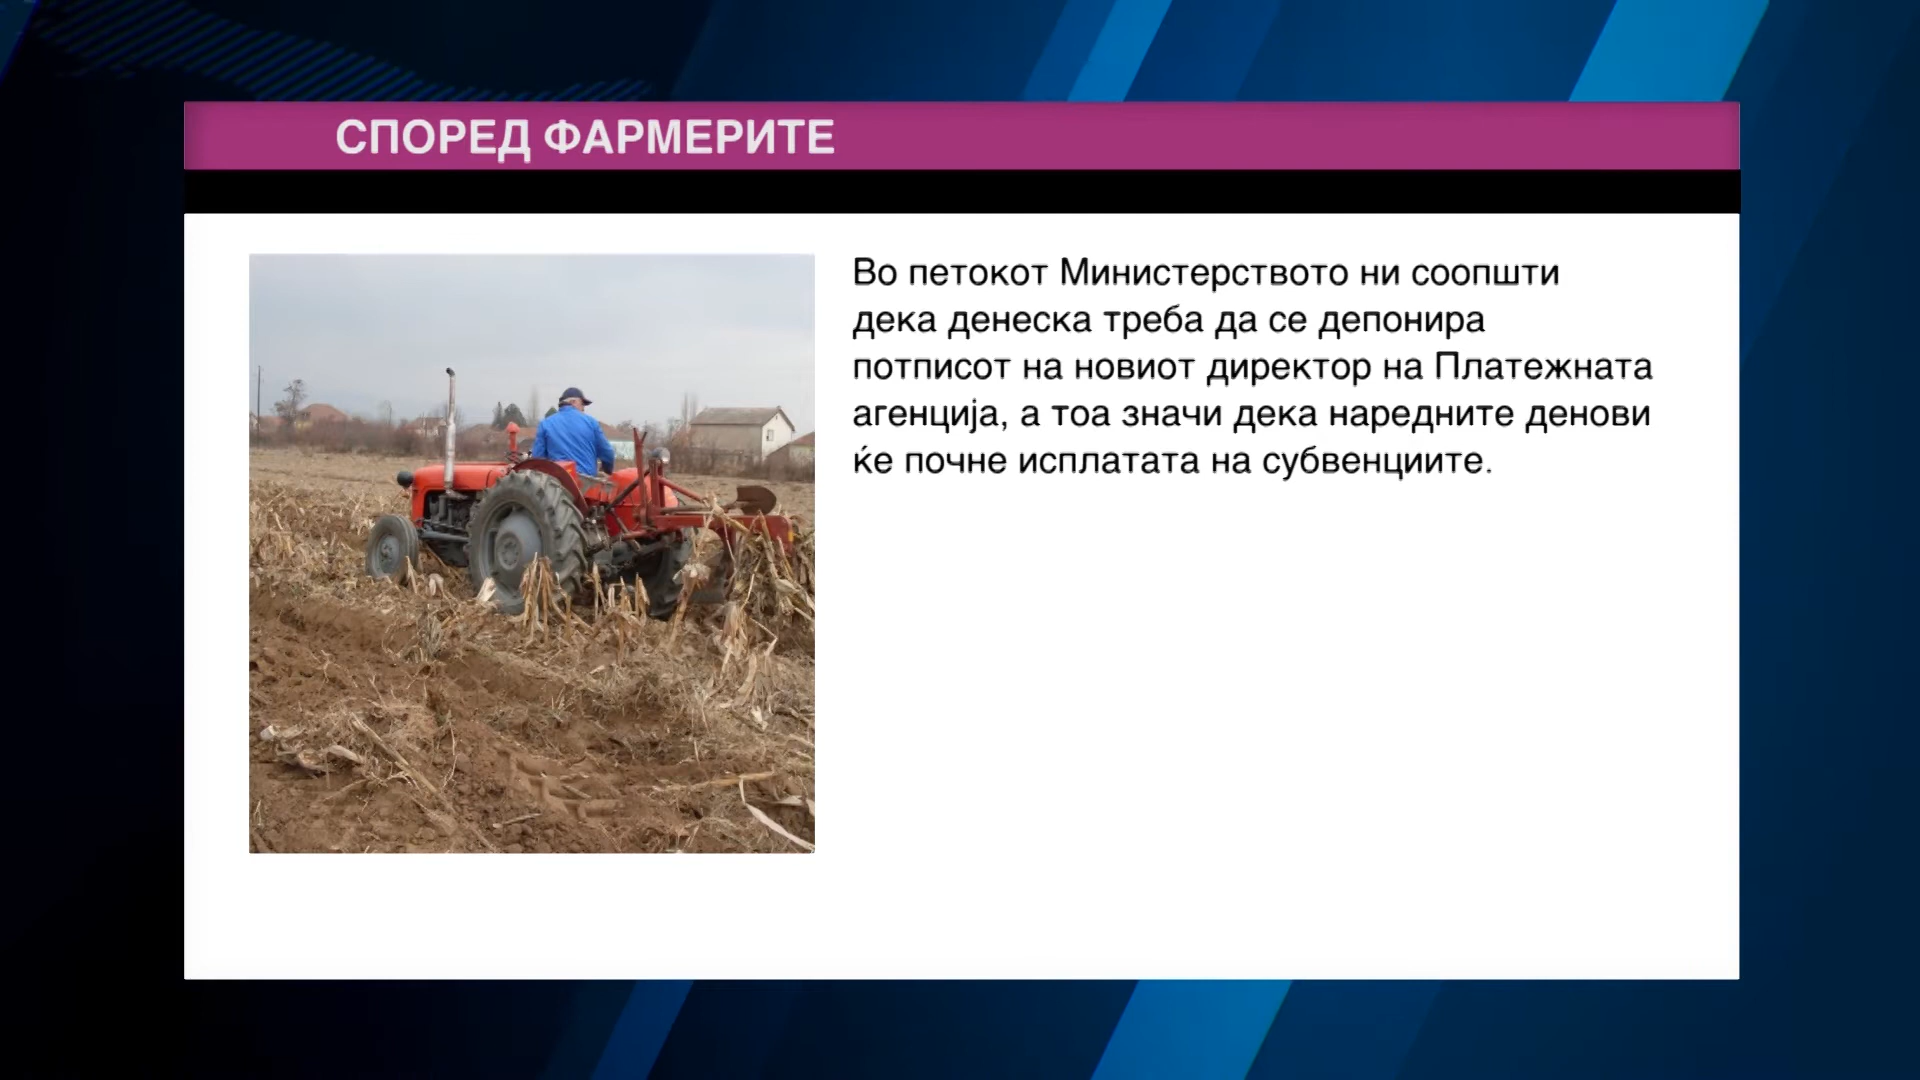 СПОРЕД ФАРМЕРИТЕ
Во петокот Министерството ни соопшти
дека денеска треба да се депонира
потписот на новиот директор на Платежната
агенција, а тоа значи дека наредните денови
ќе почне исплатата на субвенциите.